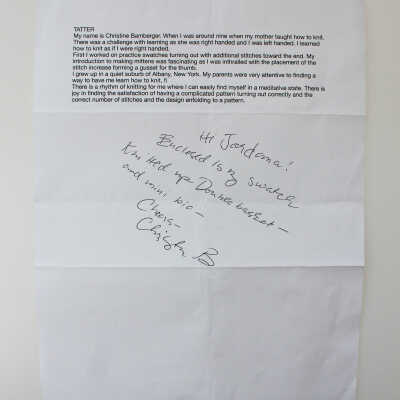 TATTER
My name is Christine Bamberger. When I was around nine when my mother taught how to knit.
There was a challenge with learning as she was right handed and I was left handed. I learned
how to knit as if I were right handed.
First I worked on practice swatches turning out with additional stitches toward the end. My
introduction to making mittens was fascinating as I was inthralled with the placement of the
stitch increase forming a gusset for the thumb.
I grew up in a quiet suburb of Albany, New York. My parents were very attentive to finding a
way to have me learn how to knit, fi
There is a rhythm of knitting for me where I can easily find myself in a maditative state. There is
joy in finding the satisfaction of having a complicated pattern turning out correctly and the
correct number of stitches and the design enfolding to a pattern.
Hi Jordana!
Enclosed is my swatch
Knitted up Double basket -
and mini bio -
Cheers -
Christine B